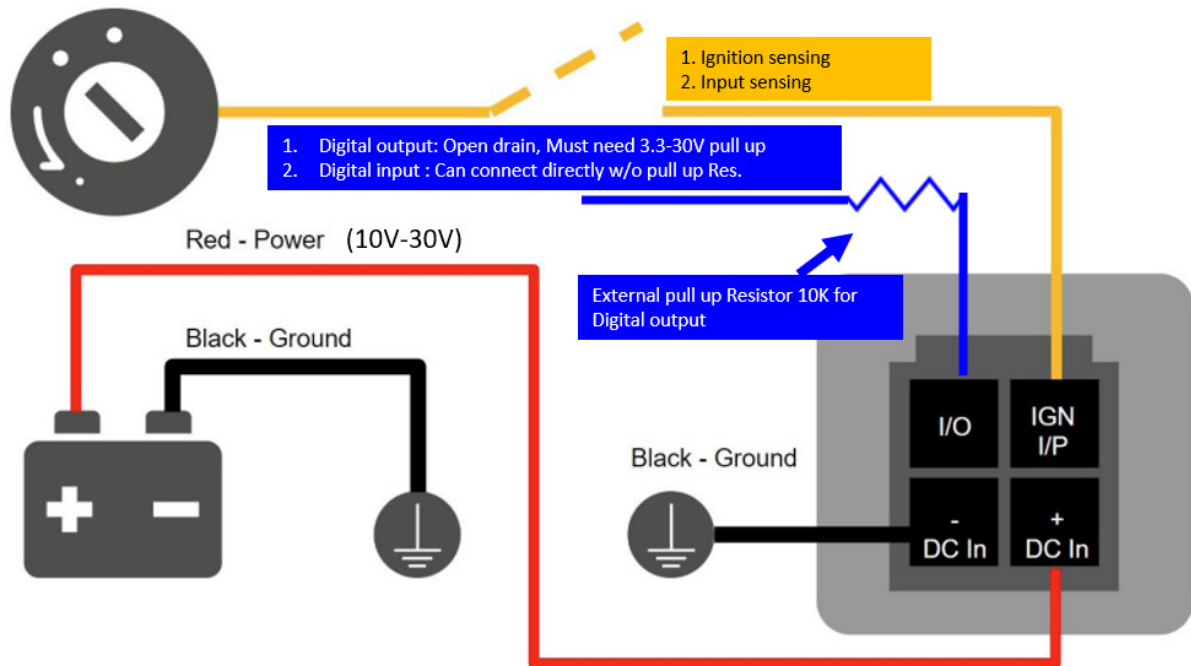 1. Ignition sensing
2. Input sensing
1. Digital output: Open drain, Must need 3.3-30V pull up
2. Digital input : Can connect directly w/o pull up Res.
Red - Power (10V-30V)
External pull up Resistor 10K for
Digital output
Black - Ground
I/O
IGN
I/P
Black - Ground
-
DC In
+
DC In
+
-